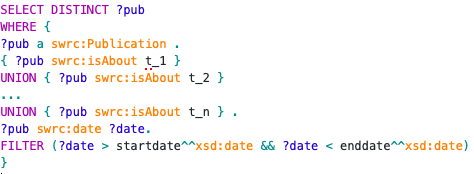 SELECT DISTINCT ?pub
WHERE {
?pub a swrc:Publication .
{ ?pub swrc:isAbout t_1 }
UNION { ?pub swrc:isAbout t_2 }
...
UNION { ?pub swrc:isAbout t_n } .
?pub swrc:date ?date.
FILTER (?date > startdate^^xsd:date && ?date < enddate^^xsd:date)
}